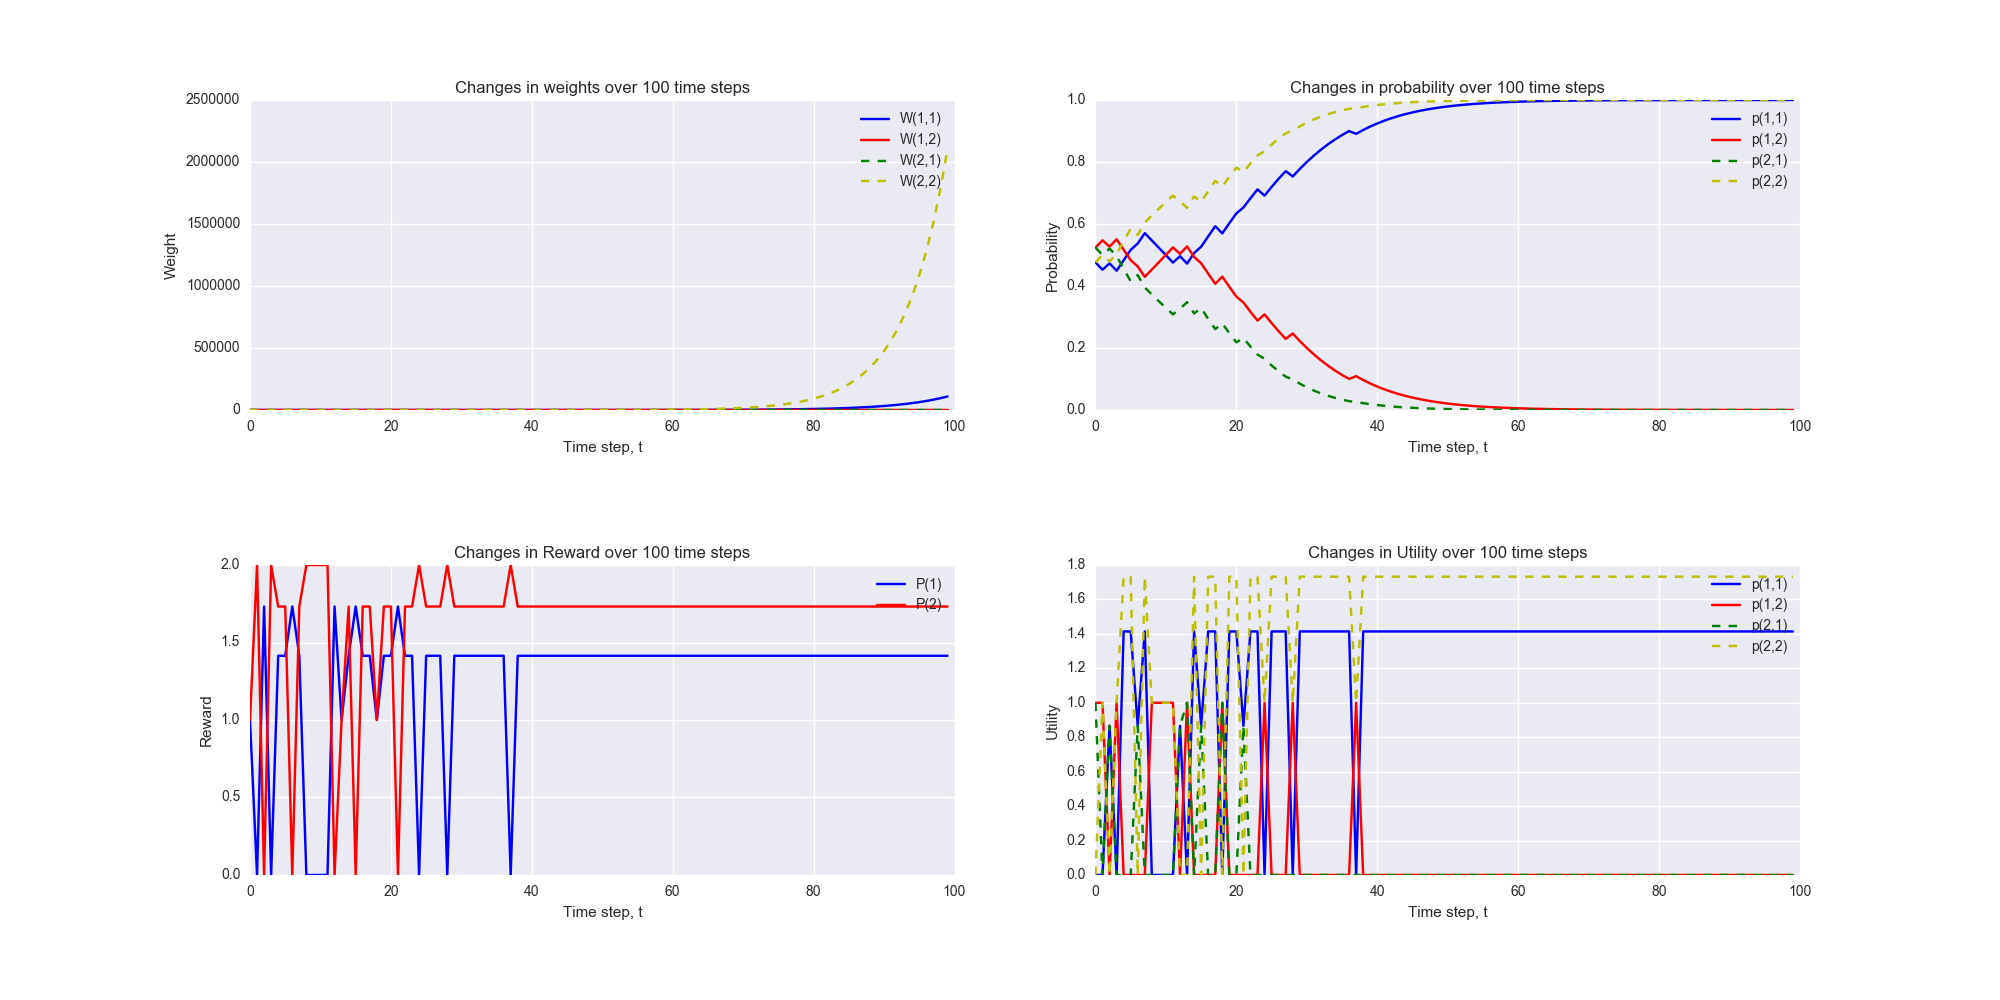 Changes in weights over 100 time steps
2500000
2000000
1500000
1000000
500000
0
Weight
W(1,1)
W(1,2)
W(2,1)
W(2,2)
0 20 40 60 80 100
Time step, t
Changes in probability over 100 time steps
1.0
0.8
0.6
0.4
0.2
0.0
Probability
p(1,1)
p(1,2)
p(2,1)
p(2,2)
0 20 40 60 80 100
Time step, t
Changes in Reward over 100 time steps
2.0
1.5
1.0
0.5
0.0
Reward
P(1)
P(2)
0 20 40 60 80 100
Time step, t
Changes in Utility over 100 time steps
1.8
1.6
1.4
1.2
1.0
0.8
0.6
0.4
0.2
0.0
Utility
p(1,1)
p(1,2)
p(2,1)
p(2,2)
0 20 40 60 80 100
Time step, t